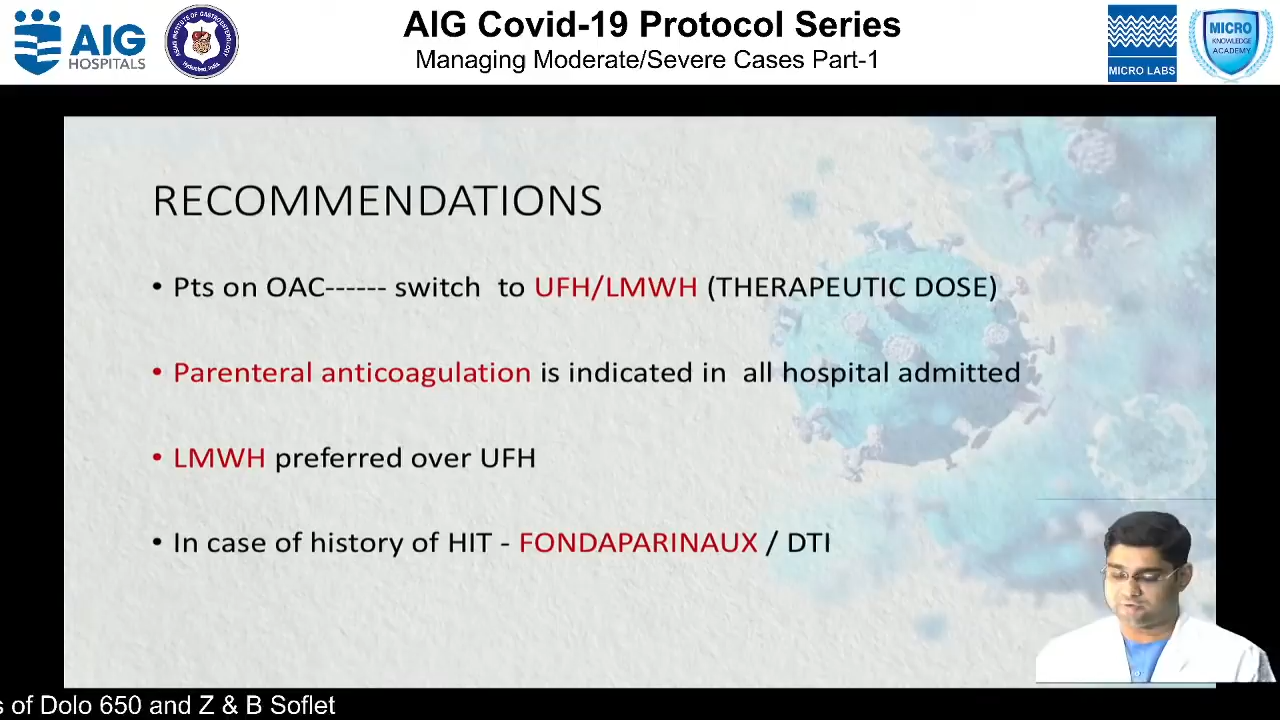 AIG
HOSPITALS
AIG Covid-19 Protocol Series
Managing Moderate/Severe Cases Part-1
MICRO LABS
MICRO
KNOWLEDGE
ACADEMY
RECOMMENDATIONS
• Pts on OAC------ switch to UFH/LMWH (THERAPEUTIC DOSE)
• Parenteral anticoagulation is indicated in all hospital admitted
• LMWH preferred over UFH
• In case of history of HIT - FONDAPARINAUX / DTI
s of Dolo 650 and Z & B Soflet